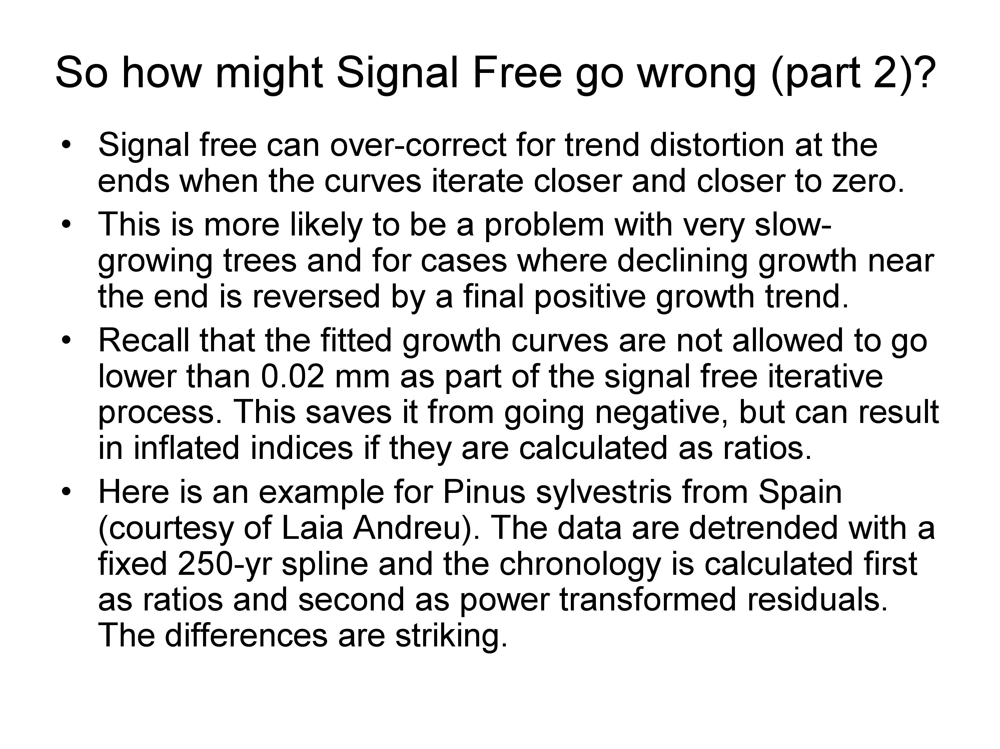 So how might Signal Free go wrong (part 2)?
• Signal free can over-correct for trend distortion at the
ends when the curves iterate closer and closer to zero.
• This is more likely to be a problem with very slow-
growing trees and for cases where declining growth near
the end is reversed by a final positive growth trend.
• Recall that the fitted growth curves are not allowed to go
lower than 0.02 mm as part of the signal free iterative
process. This saves it from going negative, but can result
in inflated indices if they are calculated as ratios.
• Here is an example for Pinus sylvestris from Spain
(courtesy of Laia Andreu). The data are detrended with a
fixed 250-yr spline and the chronology is calculated first
as ratios and second as power transformed residuals.
The differences are striking.